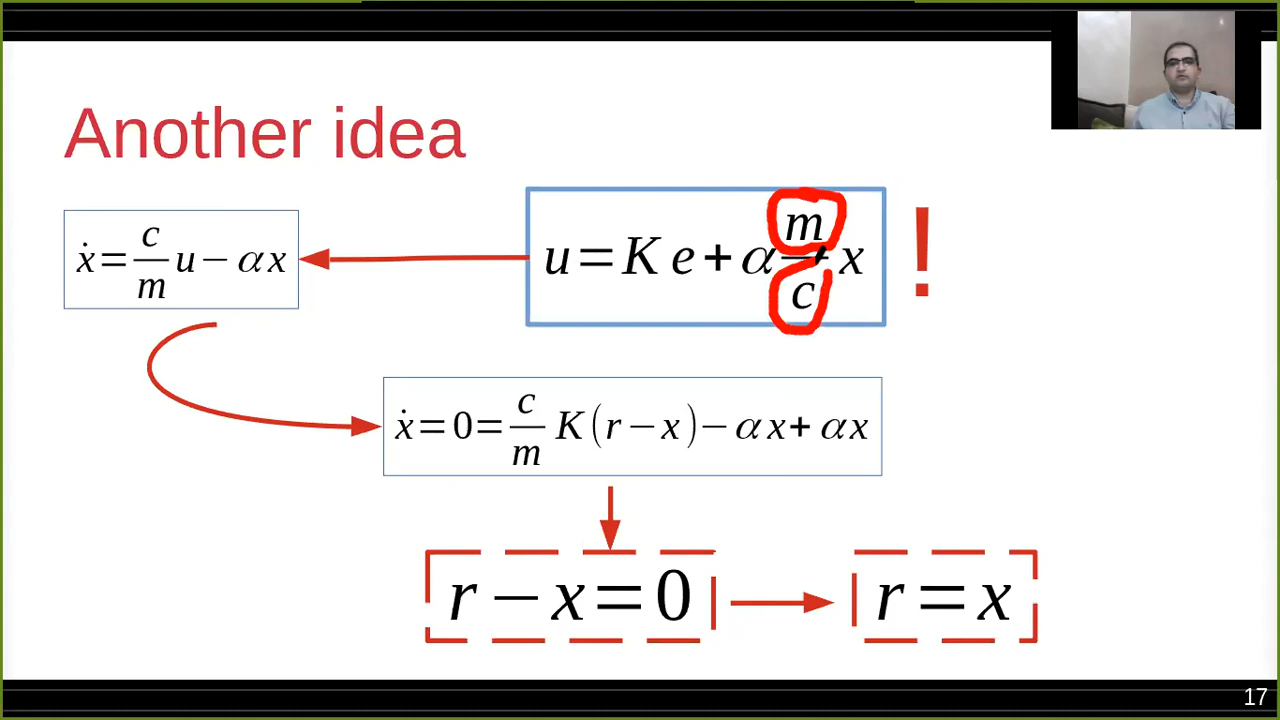 Another idea
ẋ = c/m u − αx
u = K e + α m/c x
!
ẋ = 0 = c/m K (r − x) − αx + αx
r − x = 0
r = x
17